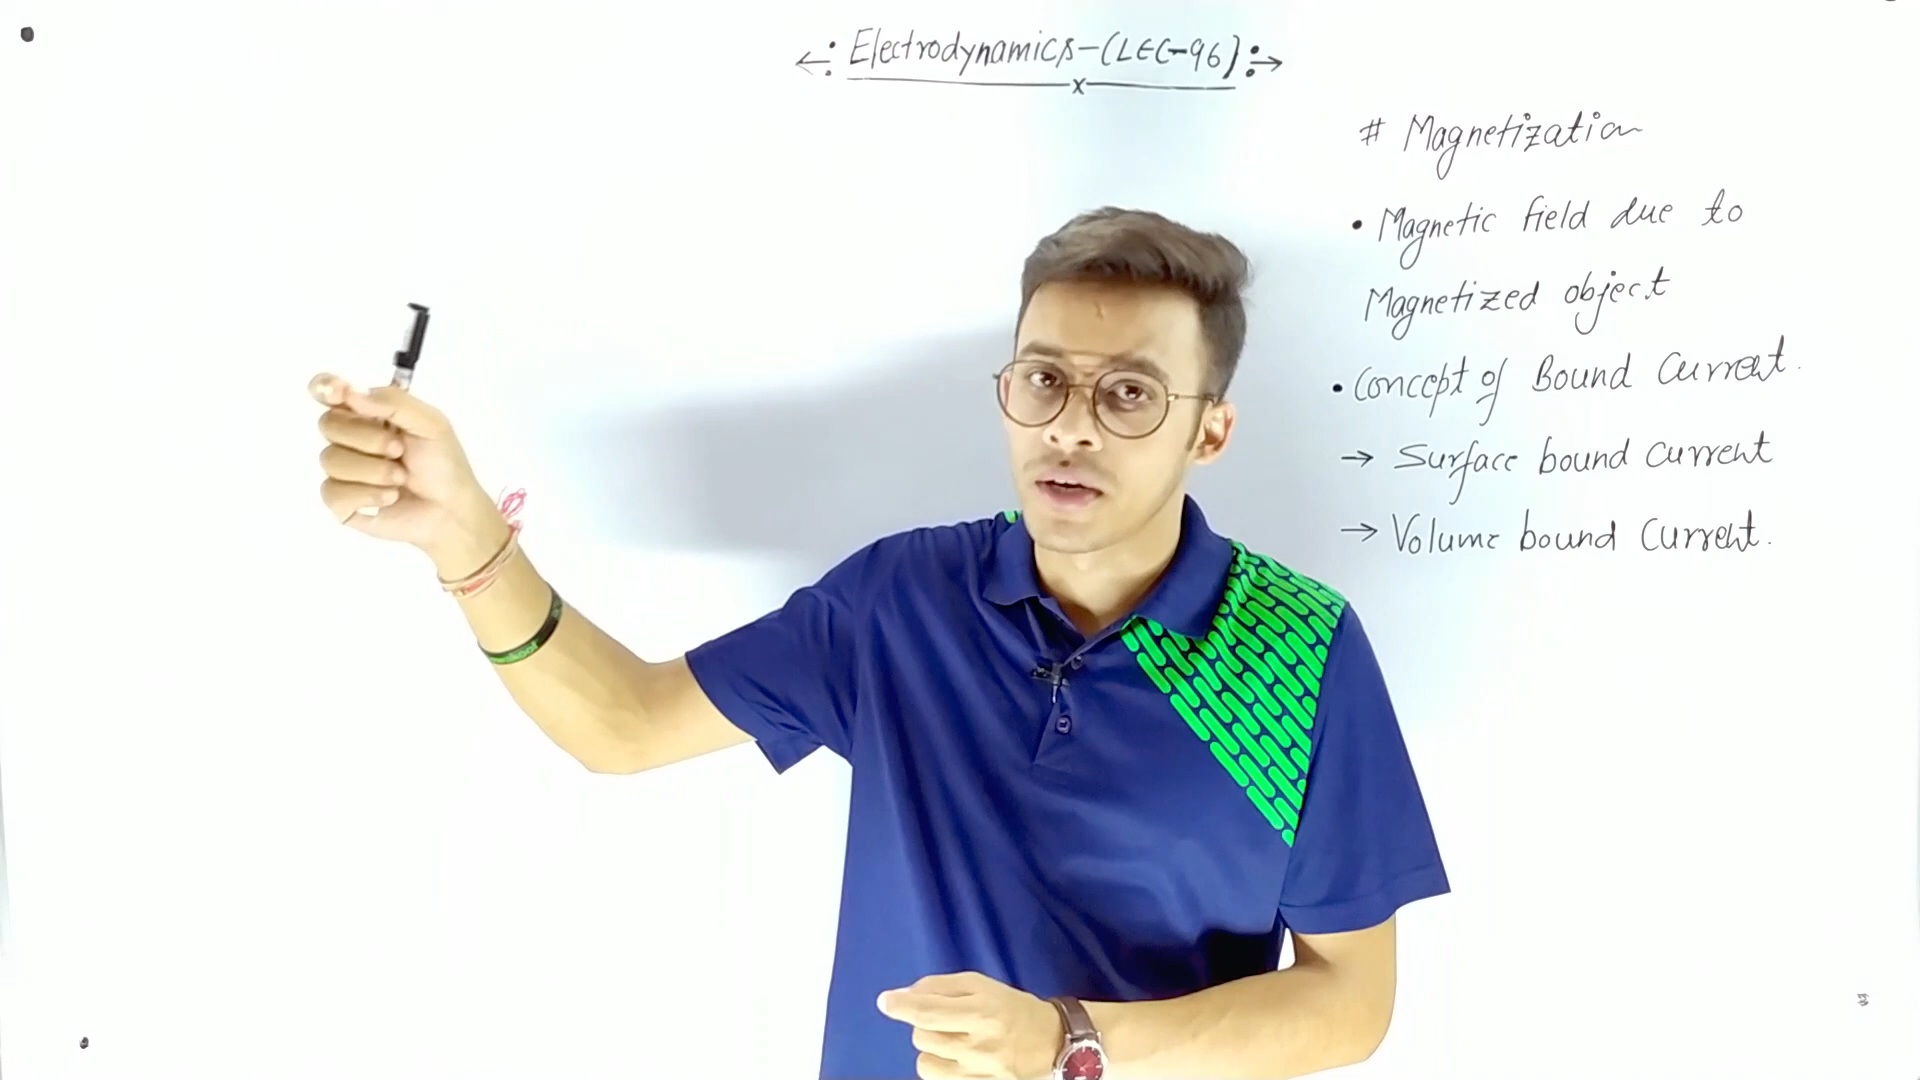 Electrodynamics-(LEC-96)
# Magnetization
• Magnetic field due to
Magnetized object
• Concept of Bound Current.
→ Surface bound current
→ Volume bound Current.